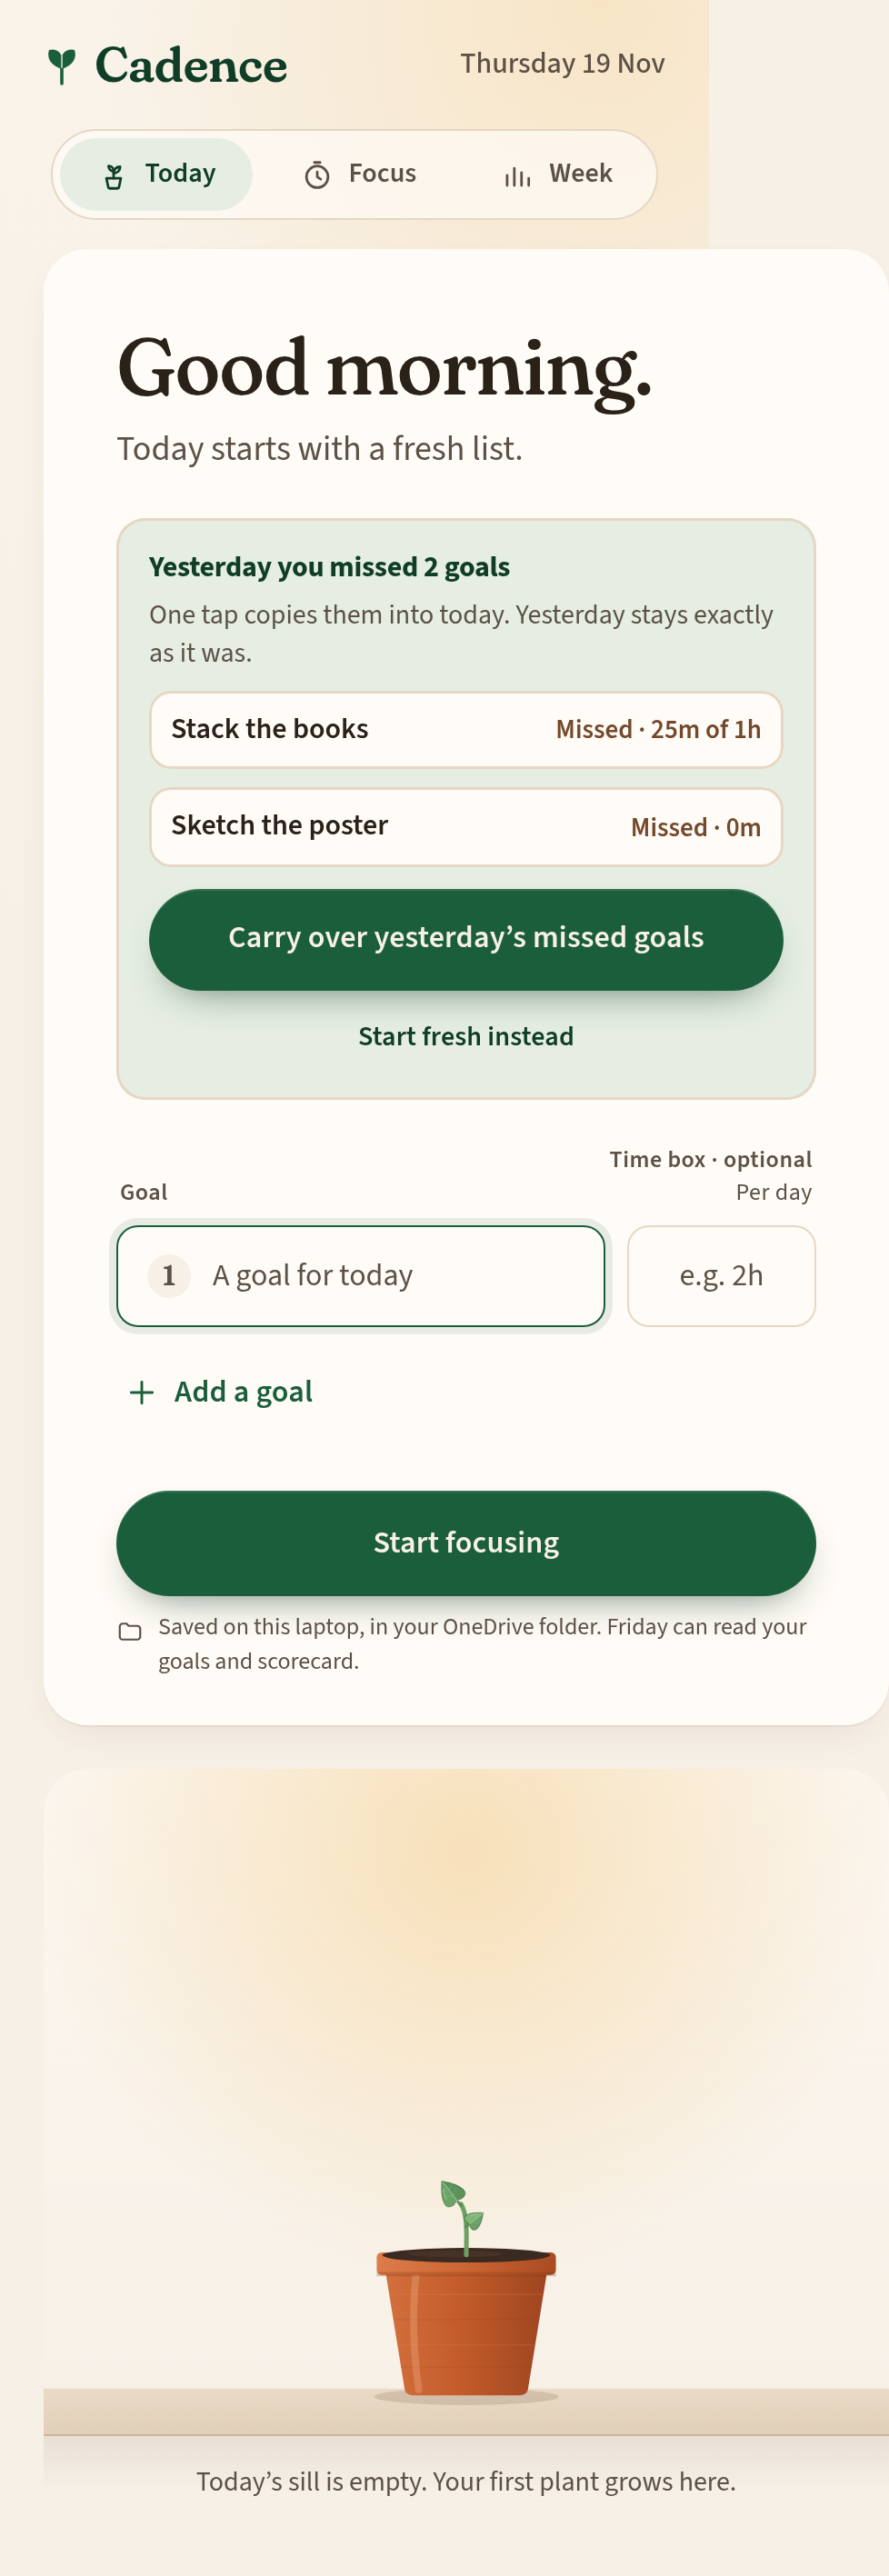 Cadence
Thursday 19 Nov
Today
Focus
Week
Good morning.
Today starts with a fresh list.
Yesterday you missed 2 goals
One tap copies them into today. Yesterday stays exactly
as it was.
Stack the books
Missed · 25m of 1h
Sketch the poster
Missed · 0m
Carry over yesterday’s missed goals
Start fresh instead
Time box · optional
Goal
Per day
1
A goal for today
e.g. 2h
Add a goal
Start focusing
Saved on this laptop, in your OneDrive folder. Friday can read your
goals and scorecard.
Today’s sill is empty. Your first plant grows here.